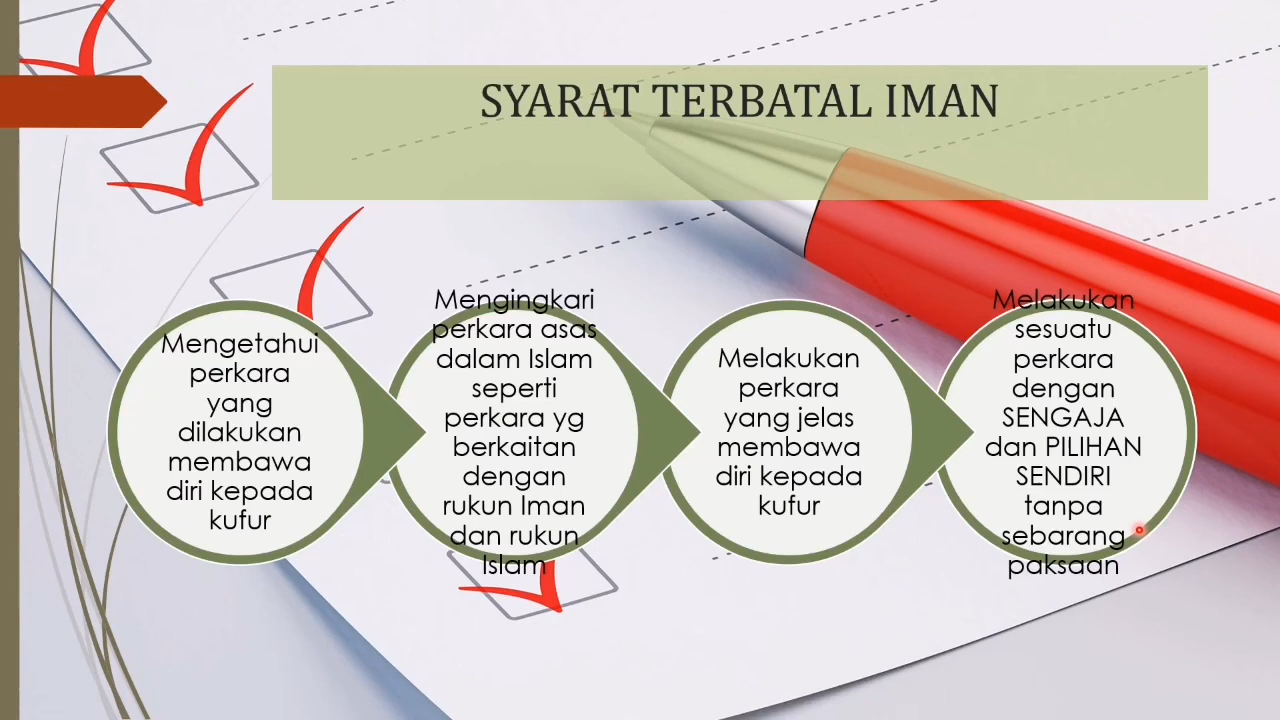 SYARAT TERBATAL IMAN
Mengetahui
perkara
yang
dilakukan
membawa
diri kepada
kufur
Mengingkari
perkara asas
dalam Islam
seperti
perkara yg
berkaitan
dengan
rukun Iman
dan rukun
Islam
Melakukan
perkara
yang jelas
membawa
diri kepada
kufur
Melakukan
sesuatu
perkara
dengan
SENGAJA
dan PILIHAN
SENDIRI
tanpa
sebarang
paksaan